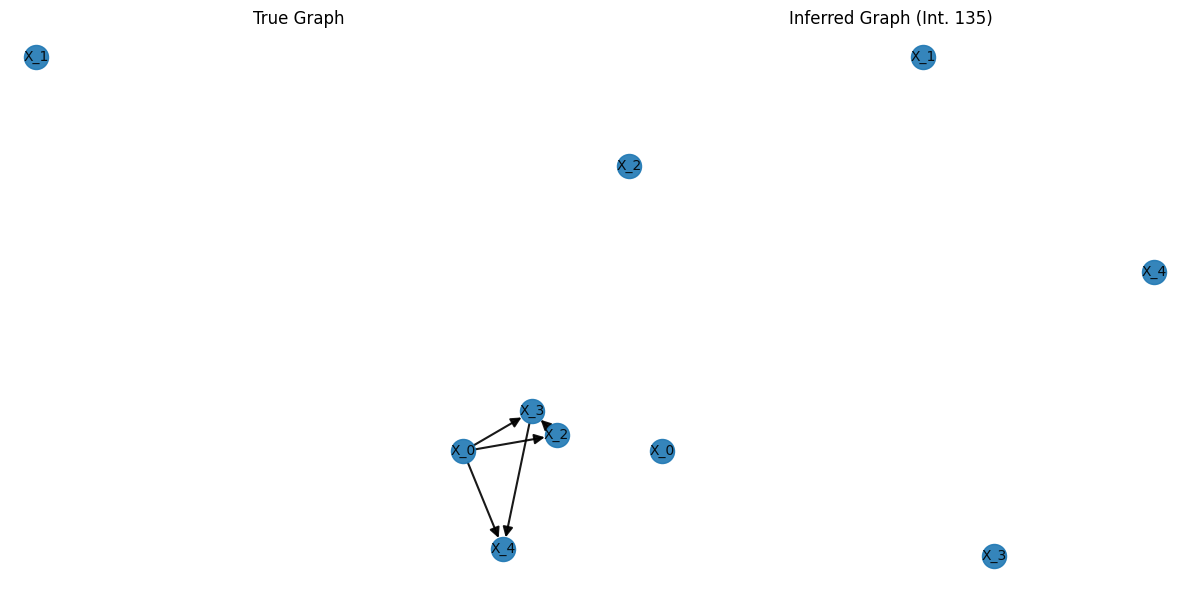 True Graph
X_1
X_3
X_2
X_0
X_4
Inferred Graph (Int. 135)
X_1
X_2
X_4
X_0
X_3